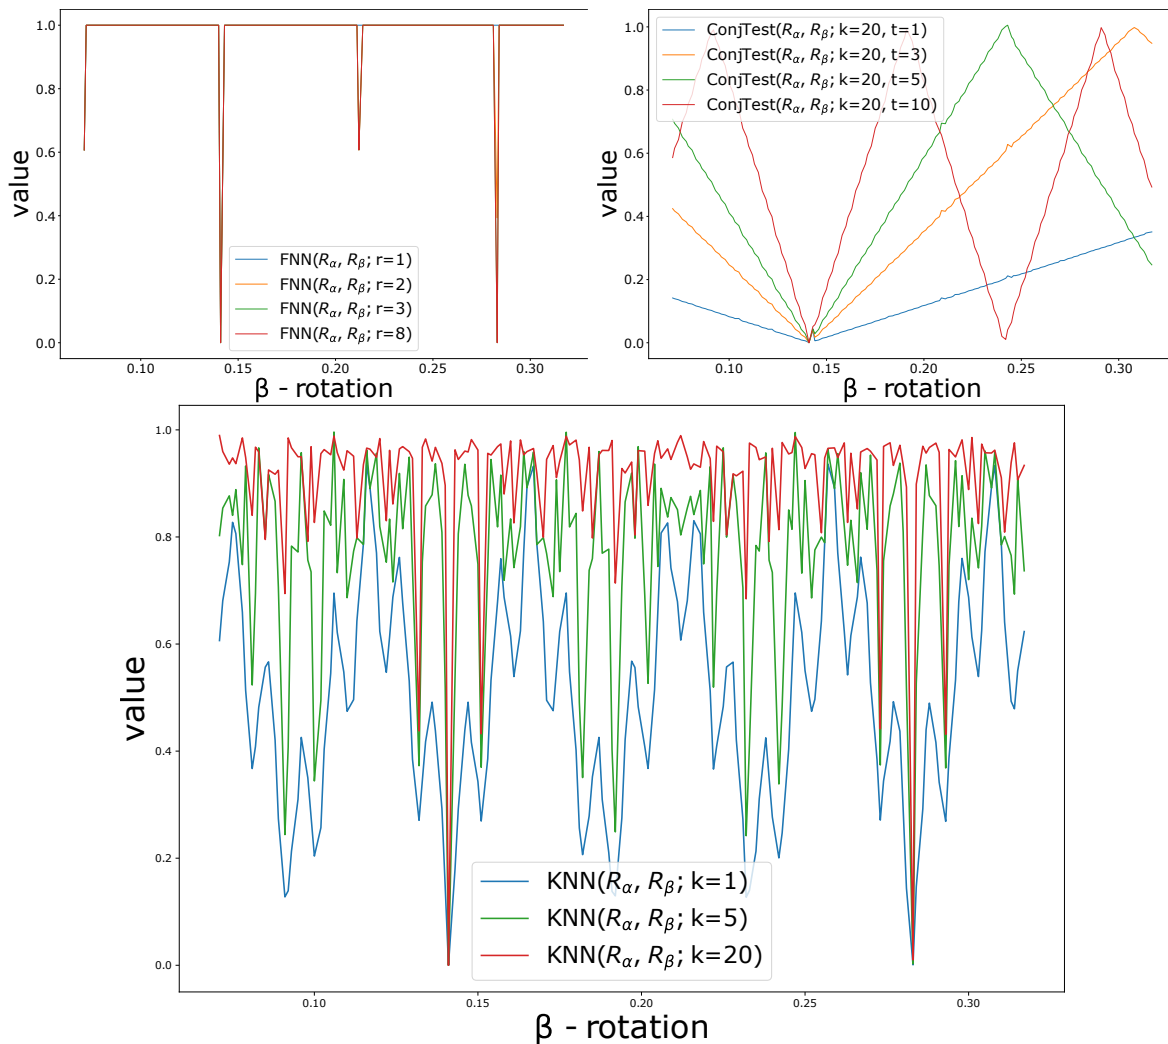 1.0
0.8
0.6
0.4
0.2
0.0
value
FNN(Rα, Rβ; r=1)
FNN(Rα, Rβ; r=2)
FNN(Rα, Rβ; r=3)
FNN(Rα, Rβ; r=8)
0.10 0.15 0.20 0.25 0.30
β - rotation
1.0
0.8
0.6
0.4
0.2
0.0
value
ConjTest(Rα, Rβ; k=20, t=1)
ConjTest(Rα, Rβ; k=20, t=3)
ConjTest(Rα, Rβ; k=20, t=5)
ConjTest(Rα, Rβ; k=20, t=10)
0.10 0.15 0.20 0.25 0.30
β - rotation
1.0
0.8
0.6
0.4
0.2
0.0
value
KNN(Rα, Rβ; k=1)
KNN(Rα, Rβ; k=5)
KNN(Rα, Rβ; k=20)
0.10 0.15 0.20 0.25 0.30
β - rotation